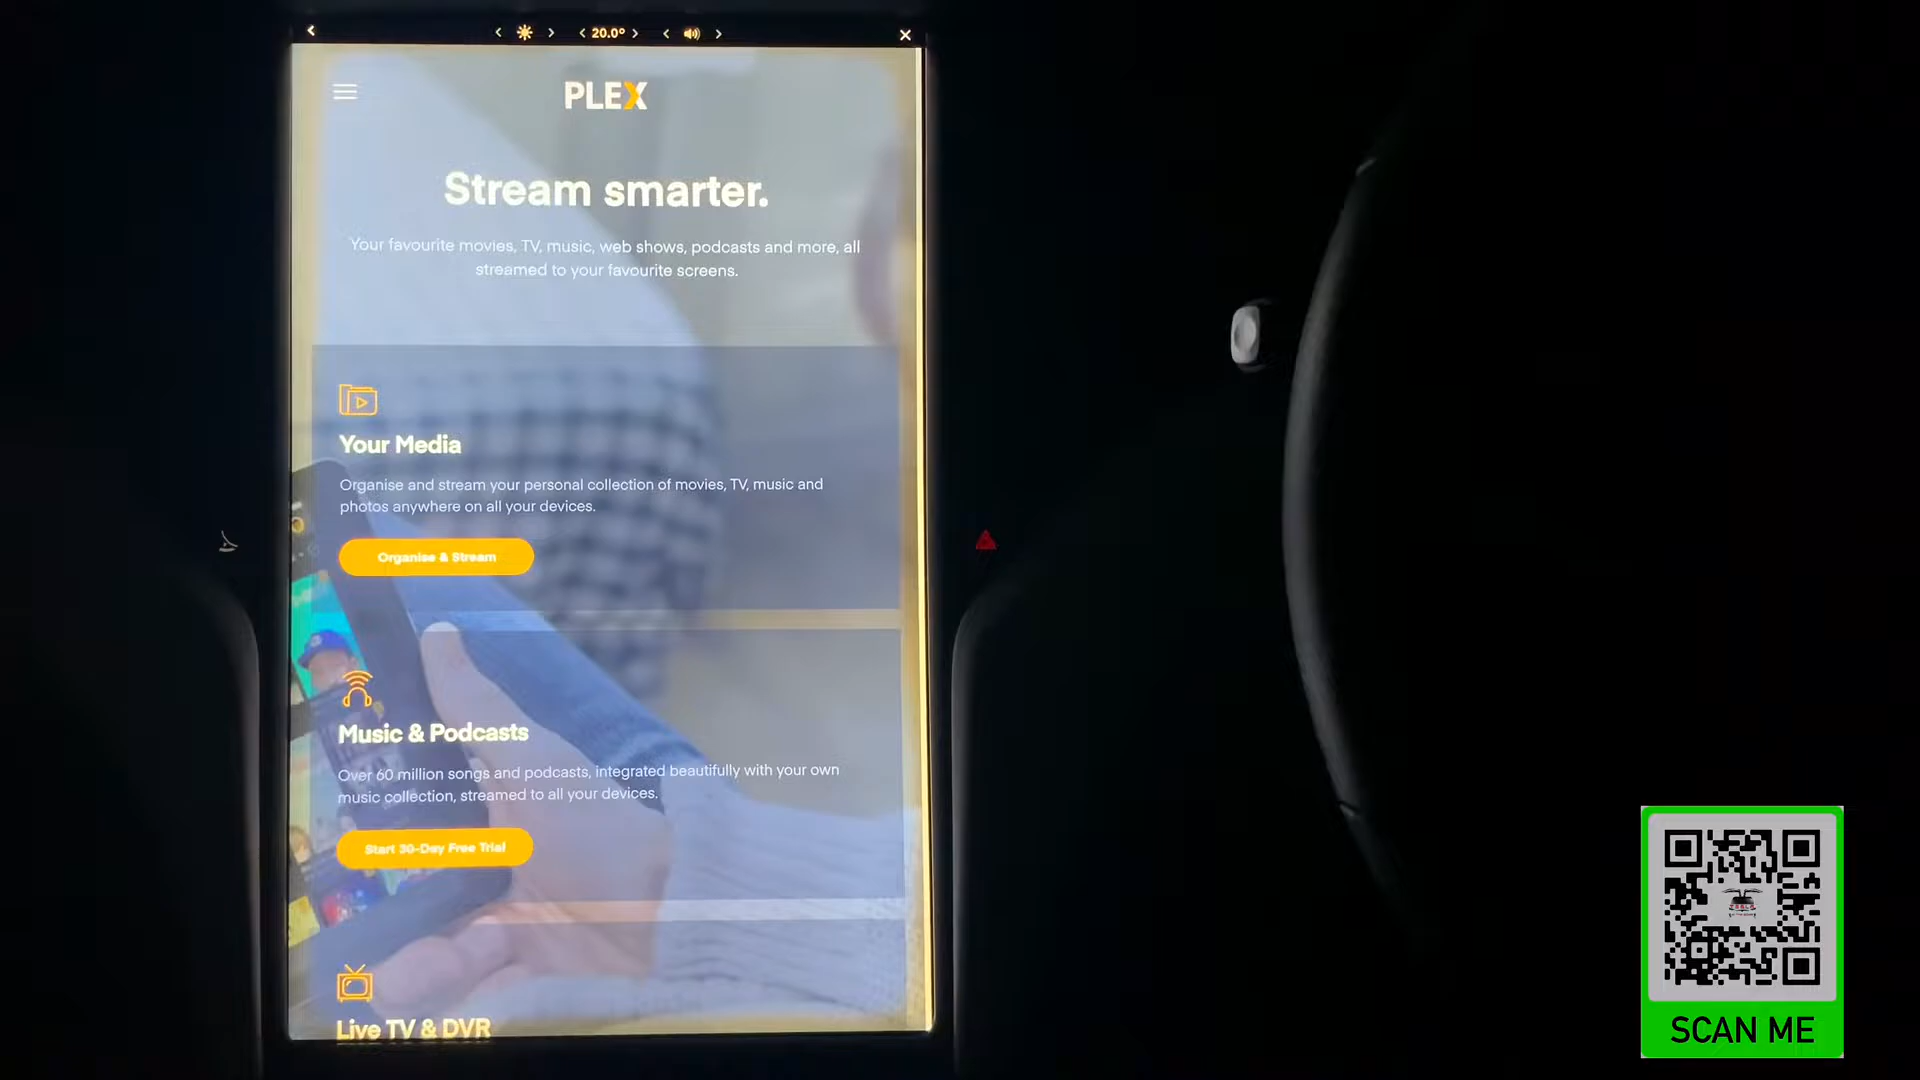 20.0°
PLEX
Stream smarter.
Your favourite movies, TV, music, web shows, podcasts and more, all
streamed to your favourite screens.
Your Media
Organise and stream your personal collection of movies, TV, music and
photos anywhere on all your devices.
Organise & Stream
Music & Podcasts
Over 60 million songs and podcasts, integrated beautifully with your own
music collection, streamed to all your devices.
Start 30-Day Free Trial
Live TV & DVR
SCAN ME